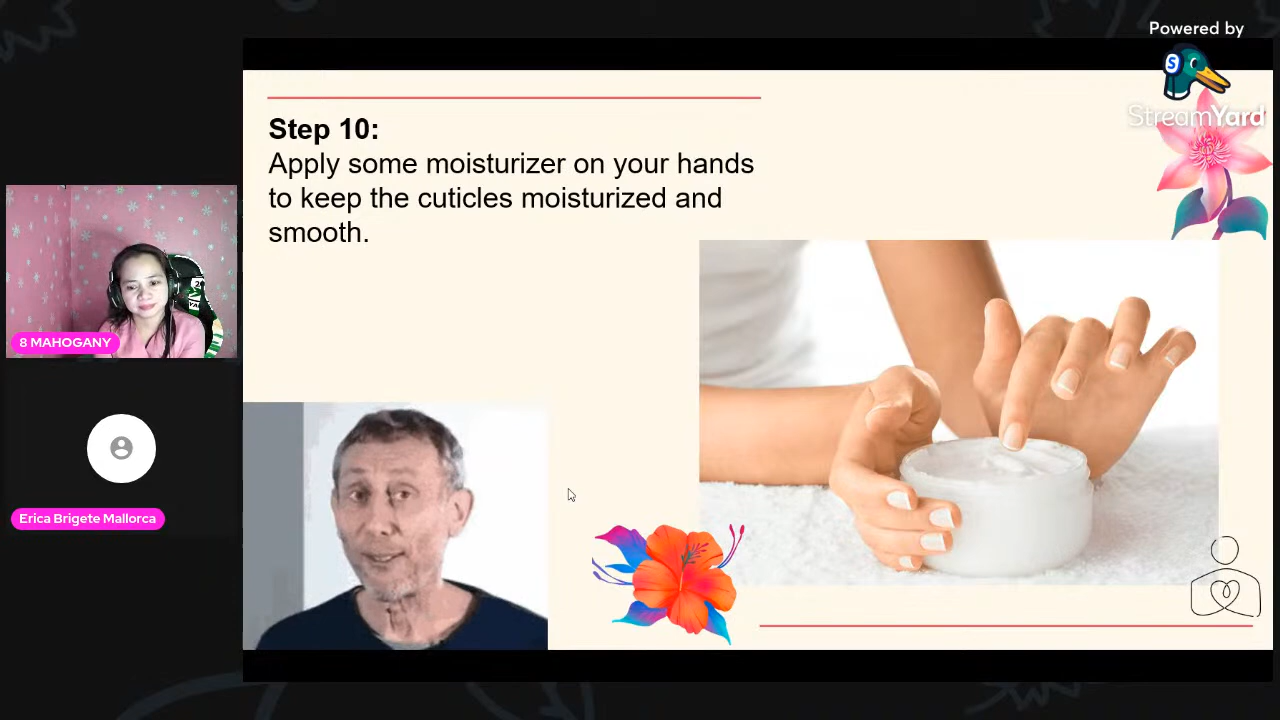 Powered by
StreamYard
Step 10:
Apply some moisturizer on your hands
to keep the cuticles moisturized and
smooth.
8 MAHOGANY
Erica Brigete Mallorca